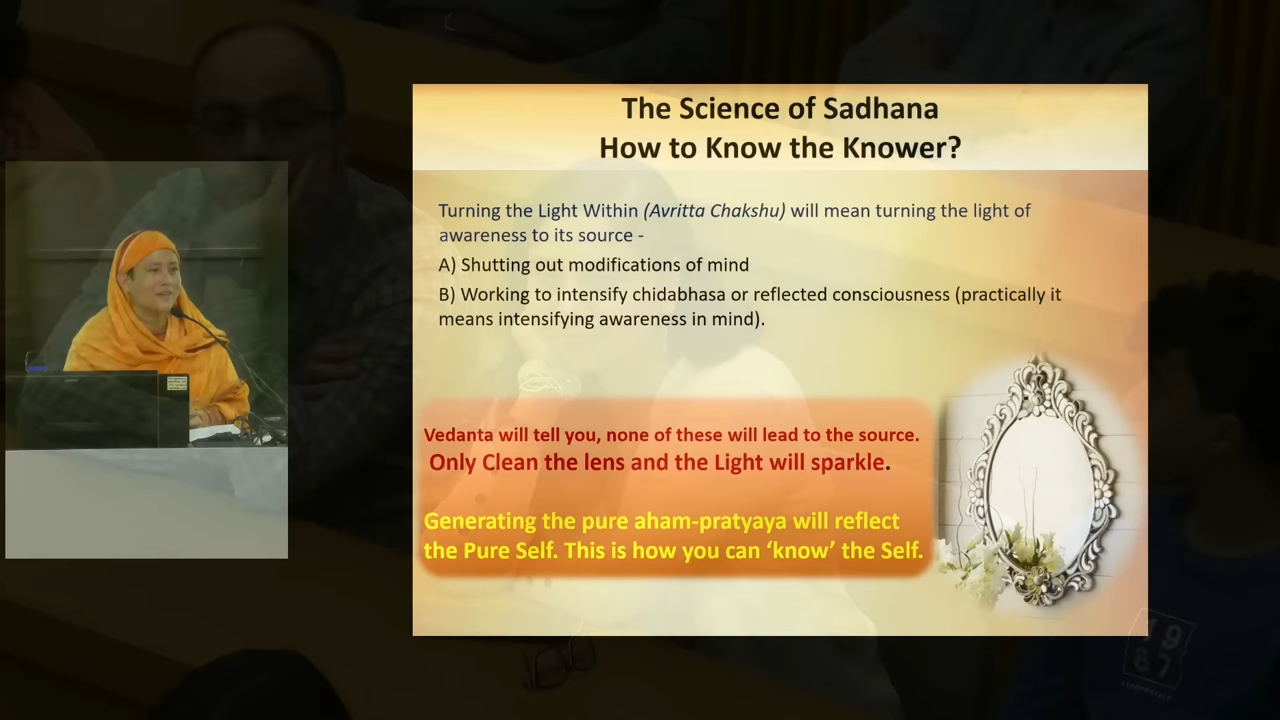 The Science of Sadhana
How to Know the Knower?
Turning the Light Within (Avritta Chakshu) will mean turning the light of
awareness to its source -
A) Shutting out modifications of mind
B) Working to intensify chidabhasa or reflected consciousness (practically it
means intensifying awareness in mind).
Vedanta will tell you, none of these will lead to the source.
Only Clean the lens and the Light will sparkle.
Generating the pure aham-pratyaya will reflect
the Pure Self. This is how you can ‘know’ the Self.
19
87